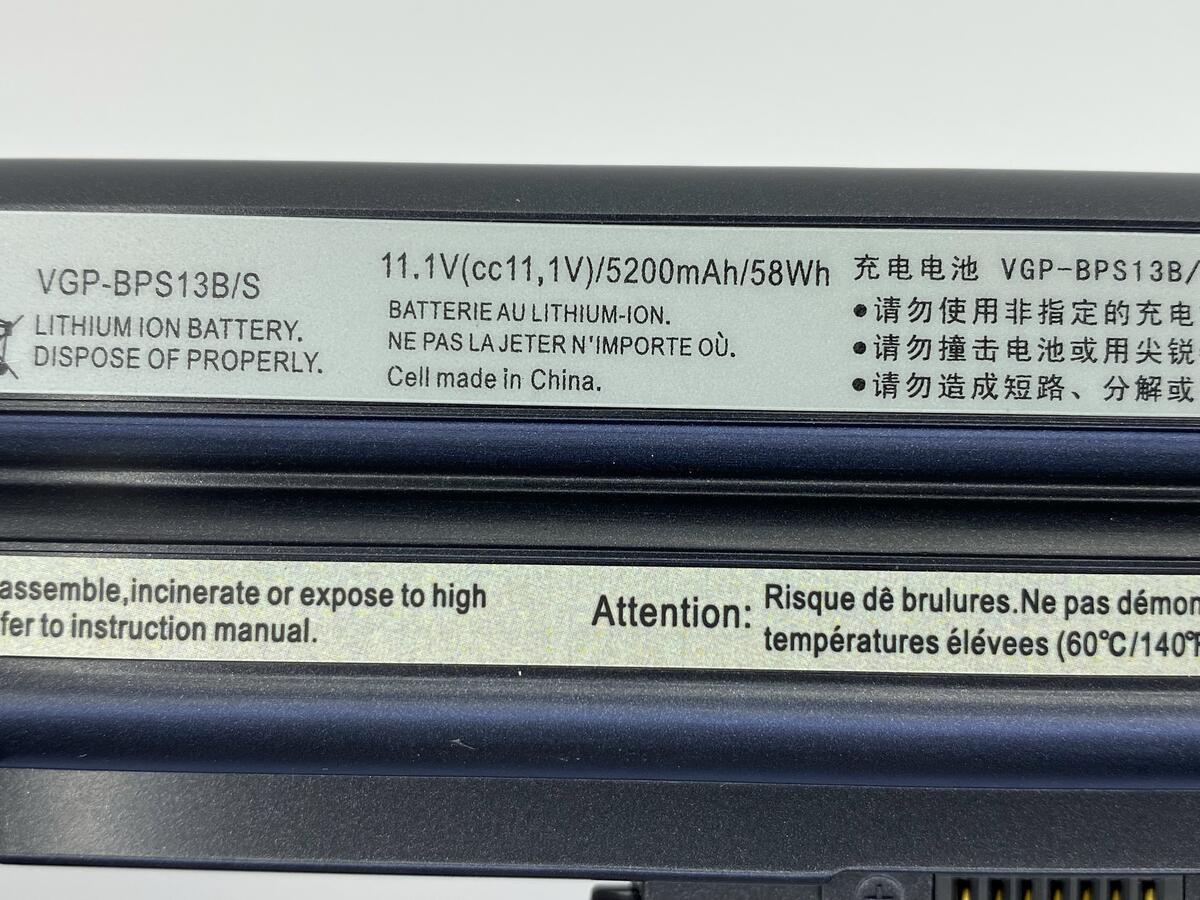 VGP-BPS13B/S
LITHIUM ION BATTERY.
DISPOSE OF PROPERLY.
11.1V(cc11,1V)/5200mAh/58Wh
BATTERIE AU LITHIUM-ION.
NE PAS LA JETER N'IMPORTE OÙ.
Cell made in China.
充电电池 VGP-BPS13B/
●请勿使用非指定的充电
●请勿撞击电池或用尖锐
●请勿造成短路、分解或
assemble,incinerate or expose to high
fer to instruction manual.
Attention:
Risque dê brulures.Ne pas démon
températures élévees (60℃/140℉